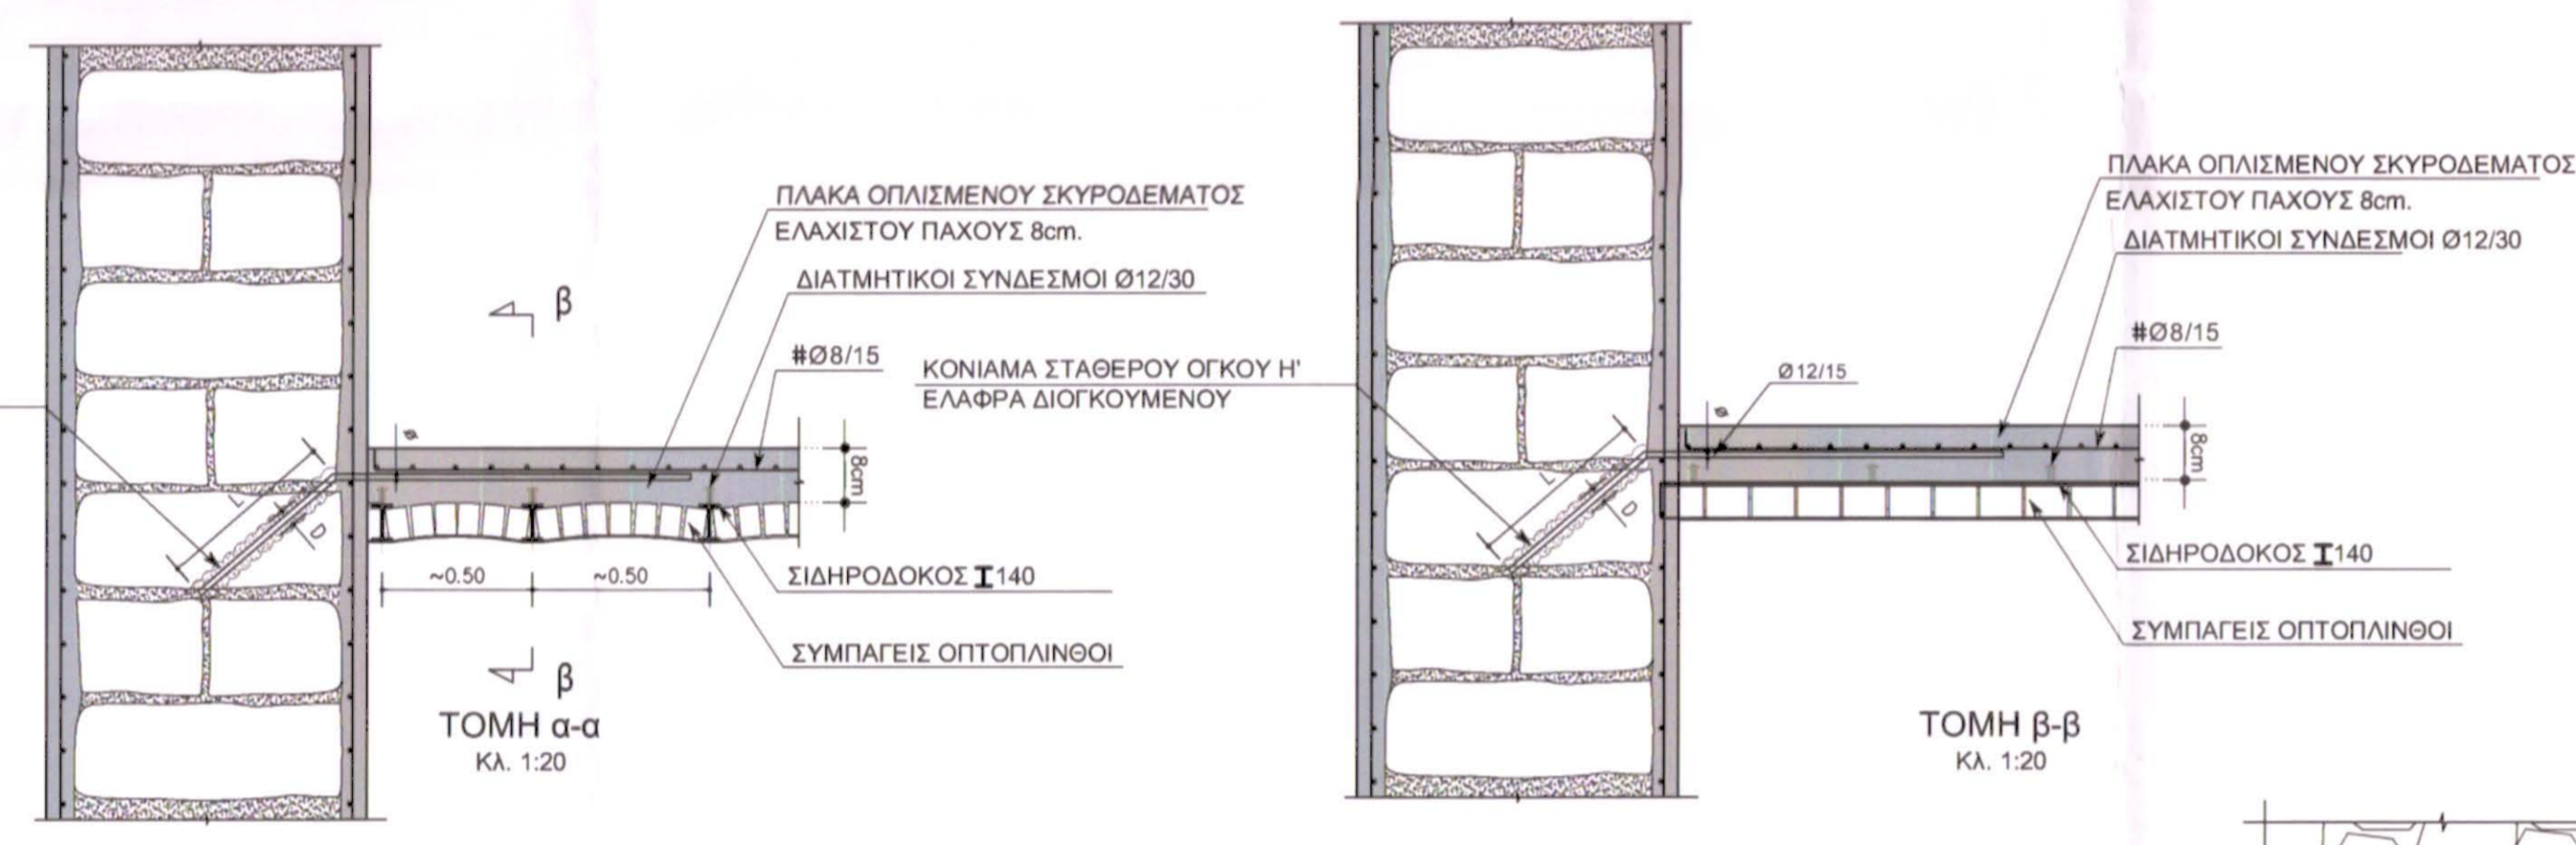 ΠΛΑΚΑ ΟΠΛΙΣΜΕΝΟΥ ΣΚΥΡΟΔΕΜΑΤΟΣ
ΕΛΑΧΙΣΤΟΥ ΠΑΧΟΥΣ 8cm.
ΔΙΑΤΜΗΤΙΚΟΙ ΣΥΝΔΕΣΜΟΙ Ø12/30
β
#Ø8/15
Ø
8cm
L
D
~0.50
~0.50
ΣΙΔΗΡΟΔΟΚΟΣ I140
ΣΥΜΠΑΓΕΙΣ ΟΠΤΟΠΛΙΝΘΟΙ
β
ΤΟΜΗ α-α
Κλ. 1:20
ΠΛΑΚΑ ΟΠΛΙΣΜΕΝΟΥ ΣΚΥΡΟΔΕΜΑΤΟΣ
ΕΛΑΧΙΣΤΟΥ ΠΑΧΟΥΣ 8cm.
ΔΙΑΤΜΗΤΙΚΟΙ ΣΥΝΔΕΣΜΟΙ Ø12/30
#Ø8/15
ΚΟΝΙΑΜΑ ΣΤΑΘΕΡΟΥ ΟΓΚΟΥ Η'
ΕΛΑΦΡΑ ΔΙΟΓΚΟΥΜΕΝΟΥ
Ø12/15
Ø
8cm
L
D
ΣΙΔΗΡΟΔΟΚΟΣ I140
ΣΥΜΠΑΓΕΙΣ ΟΠΤΟΠΛΙΝΘΟΙ
ΤΟΜΗ β-β
Κλ. 1:20